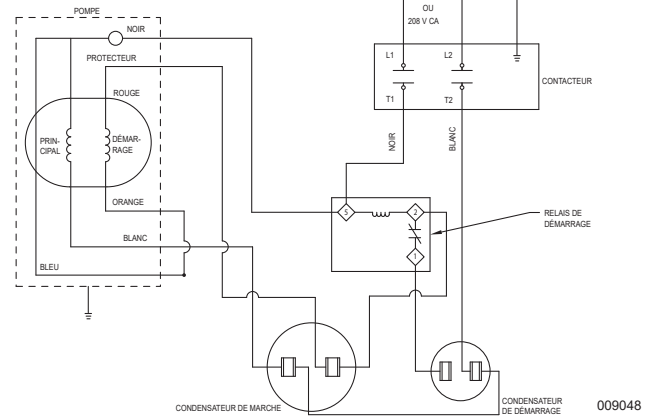 POMPE
NOIR
PROTECTEUR
ROUGE
PRIN-
CIPAL
DÉMAR-
RAGE
ORANGE
BLANC
BLEU
OU
208 V CA
L1
L2
CONTACTEUR
T1
T2
NOIR
BLANC
5
2
1
RELAIS DE
DÉMARRAGE
CONDENSATEUR DE MARCHE
CONDENSATEUR
DE DÉMARRAGE
009048